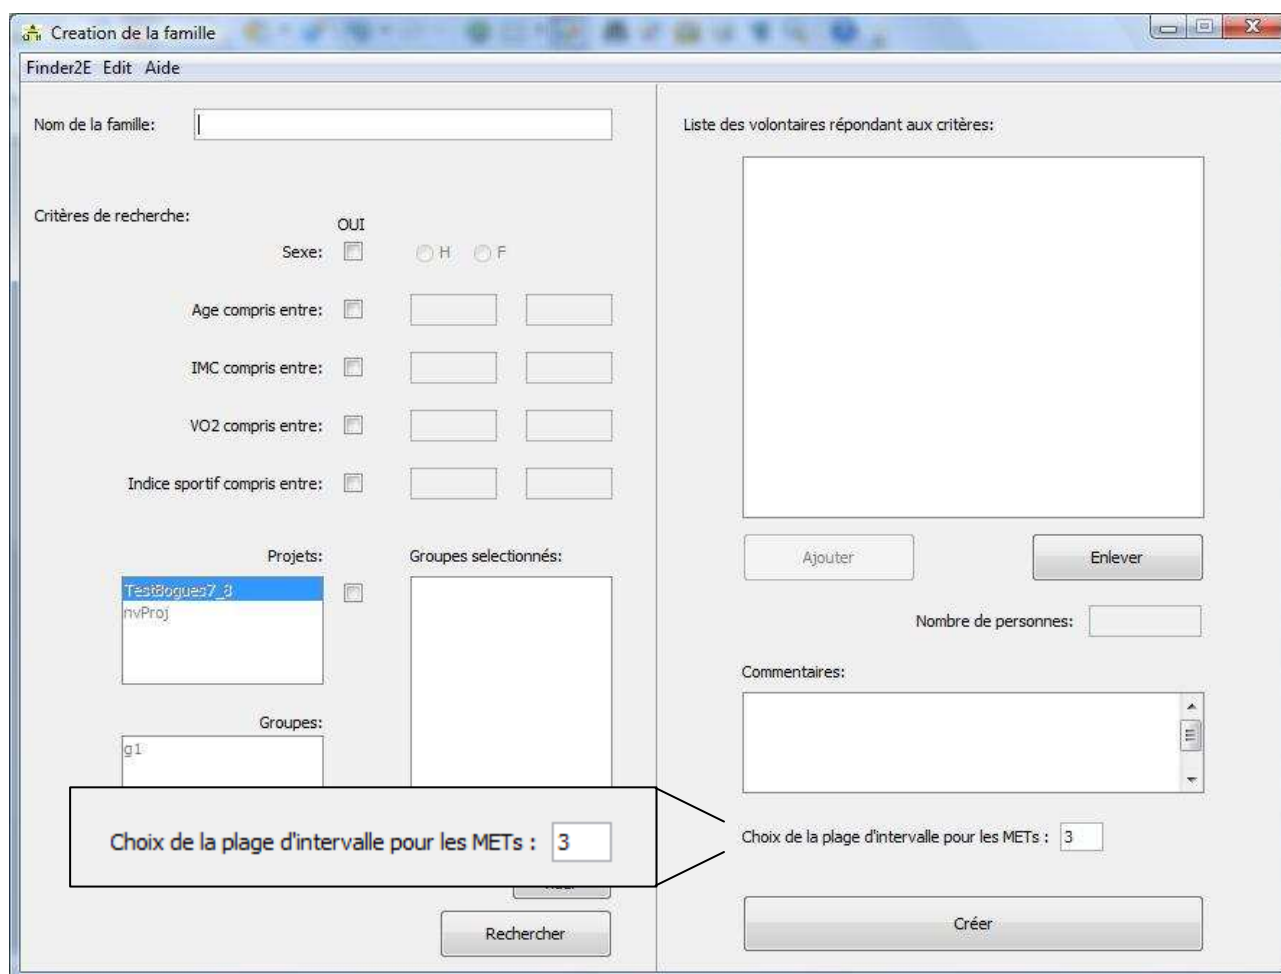 Creation de la famille
Finder2E Edit Aide
Nom de la famille:
Critères de recherche:
OUI
Sexe: H F
Age compris entre:
IMC compris entre:
VO2 compris entre:
Indice sportif compris entre:
Projets:
TestBogues7_8
nvProj
Groupes selectionnés:
Groupes:
g1
Choix de la plage d'intervalle pour les METs : 3
Rechercher
Liste des volontaires répondant aux critères:
Ajouter
Enlever
Nombre de personnes:
Commentaires:
Choix de la plage d'intervalle pour les METs : 3
Créer